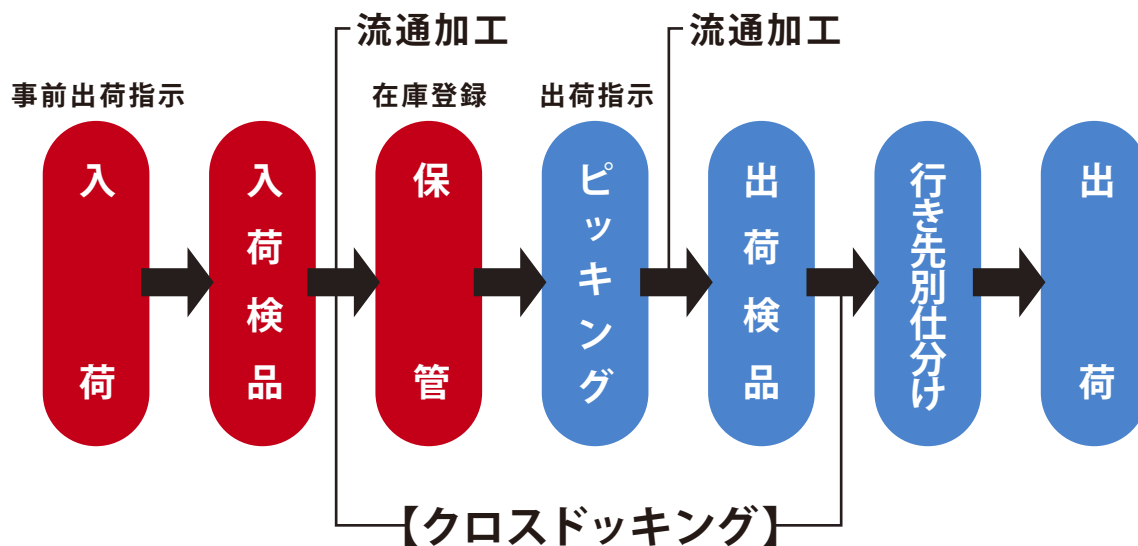 流通加工
流通加工
事前出荷指示
在庫登録
出荷指示
入荷
入荷検品
保管
ピッキング
出荷検品
行き先別仕分け
出荷
【クロスドッキング】